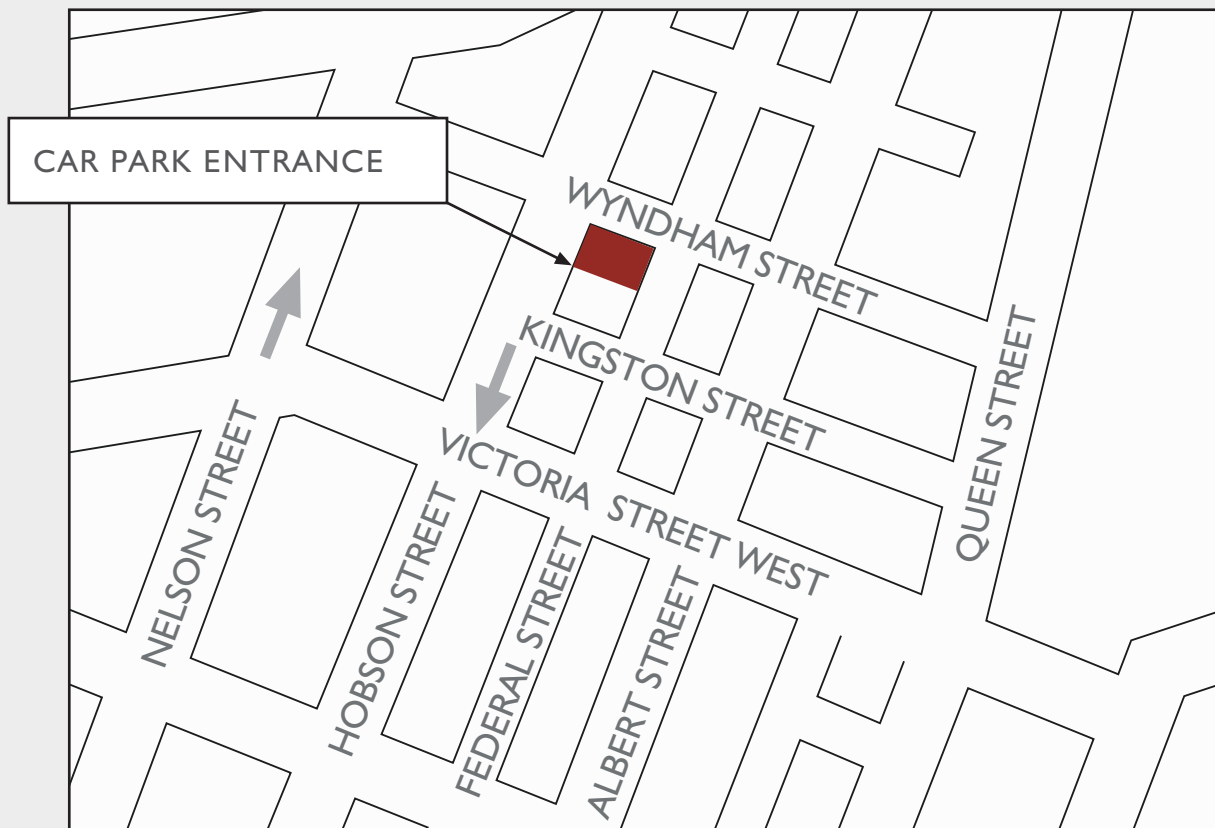 CAR PARK ENTRANCE
WYNDHAM STREET
KINGSTON STREET
VICTORIA STREET WEST
QUEEN STREET
NELSON STREET
HOBSON STREET
FEDERAL STREET
ALBERT STREET